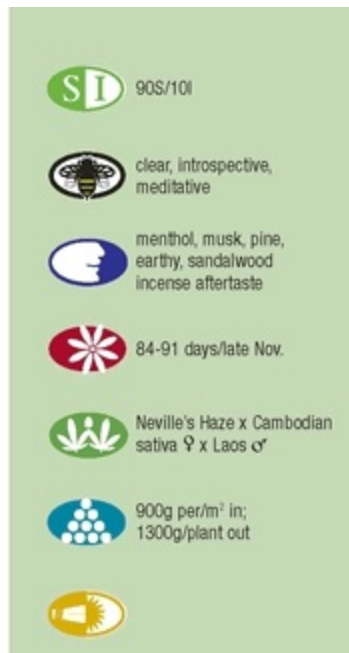 S I
90S/10I
clear, introspective,
meditative
menthol, musk, pine,
earthy, sandalwood
incense aftertaste
84-91 days/late Nov.
Neville's Haze x Cambodian
sativa ♀ x Laos ♂
900g per/m² in;
1300g/plant out